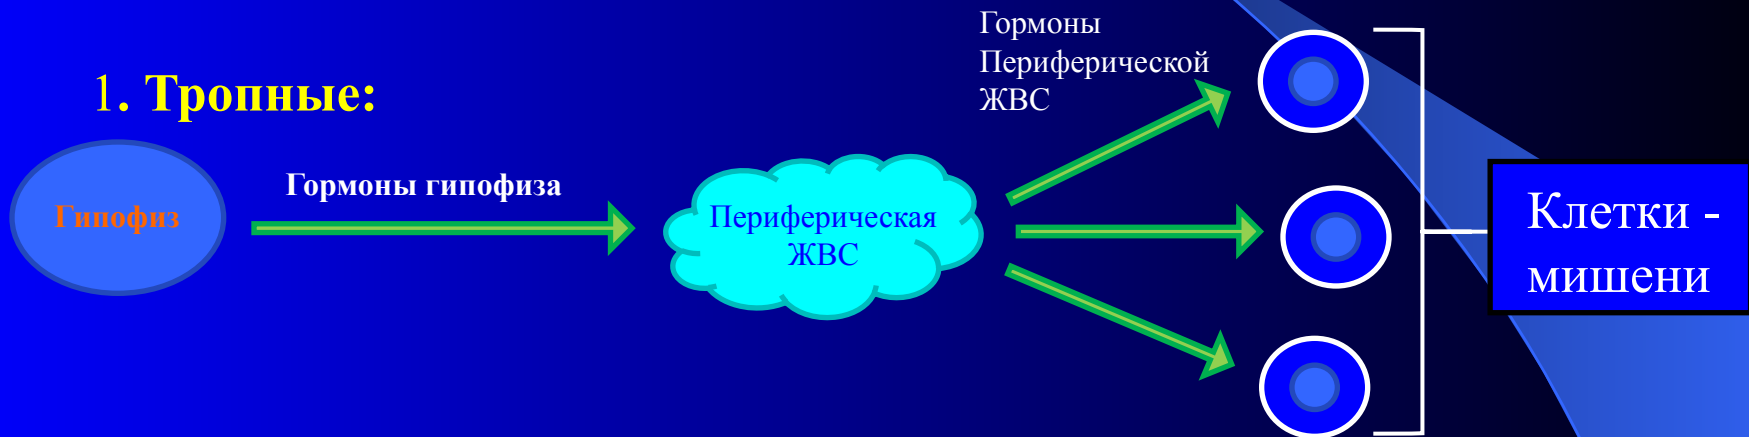 1. Тропные:
Гипофиз
Гормоны гипофиза
Периферическая
ЖВС
Гормоны
Периферической
ЖВС
Клетки -
мишени